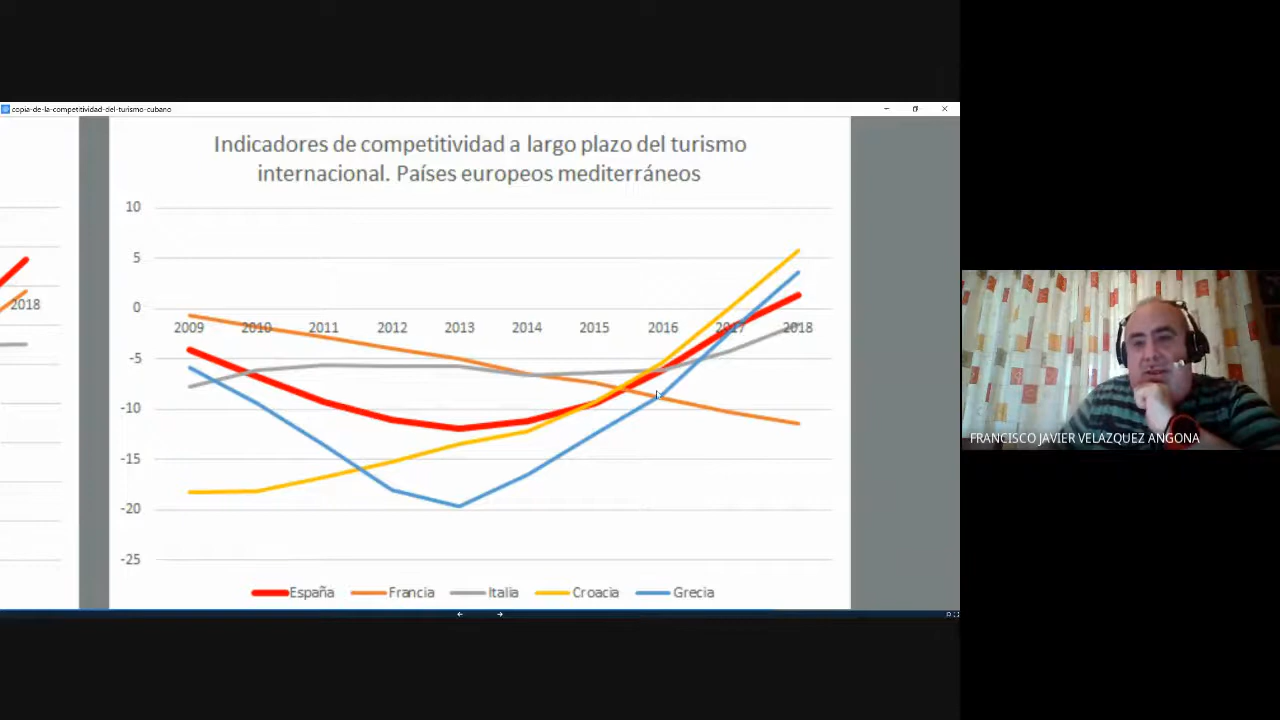 copia-de-la-competitividad-del-turismo-cubano
Indicadores de competitividad a largo plazo del turismo
internacional. Países europeos mediterráneos
10
5
0
-5
-10
-15
-20
-25
2009 2010 2011 2012 2013 2014 2015 2016 2017 2018
2018
España Francia Italia Croacia Grecia
FRANCISCO JAVIER VELAZQUEZ ANGONA